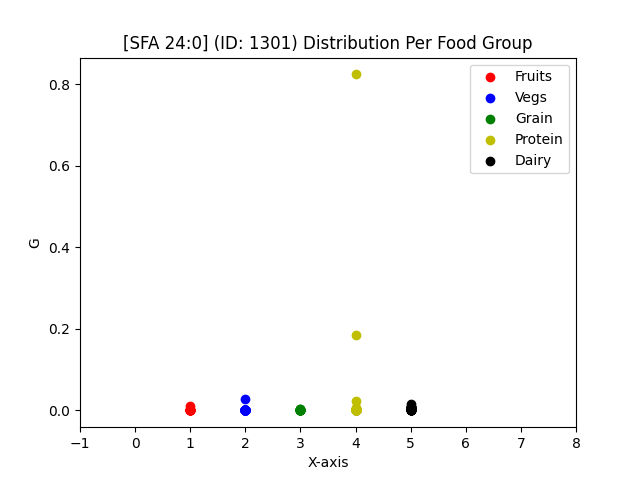 [SFA 24:0] (ID: 1301) Distribution Per Food Group
Fruits
Vegs
Grain
Protein
Dairy
G
0.8
0.6
0.4
0.2
0.0
−1 0 1 2 3 4 5 6 7 8
X-axis